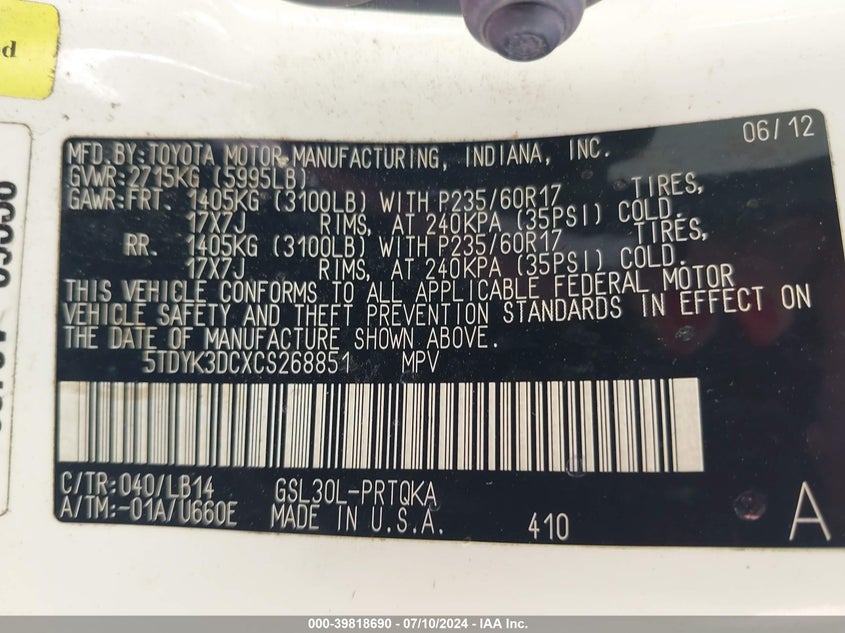 ed
06/12
MFD.BY:TOYOTA MOTOR MANUFACTURING, INDIANA, INC.
GVWR:2715KG (5995LB)
GAWR:FRT. 1405KG (3100LB) WITH P235/60R17 TIRES,
17X7J RIMS, AT 240KPA (35PSI) COLD.
RR. 1405KG (3100LB) WITH P235/60R17 TIRES,
17X7J RIMS, AT 240KPA (35PSI) COLD.
THIS VEHICLE CONFORMS TO ALL APPLICABLE FEDERAL MOTOR
VEHICLE SAFETY AND THEFT PREVENTION STANDARDS IN EFFECT ON
THE DATE OF MANUFACTURE SHOWN ABOVE.
5TDYK3DCXCS268851 MPV
C/TR:040/LB14 GSL30L-PRTQKA
A/TM:-01A/U660E MADE IN U.S.A. 410 A
000-39818690 - 07/10/2024 - IAA Inc.